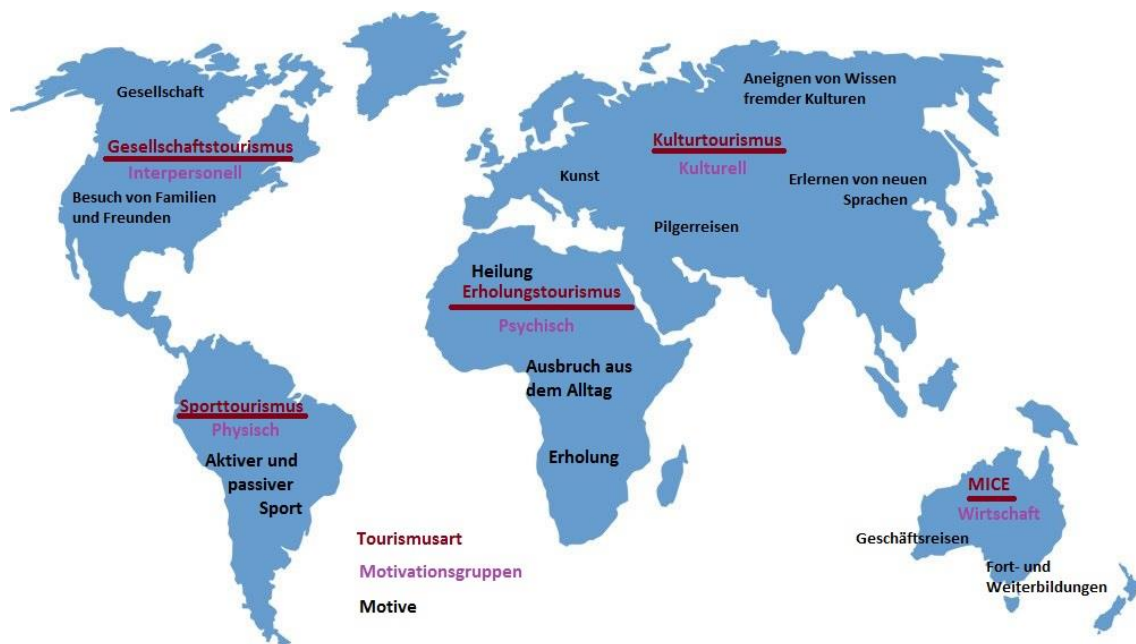 Gesellschaft
Gesellschaftstourismus
Interpersonell
Besuch von Familien
und Freunden
Aneignen von Wissen
fremder Kulturen
Kulturtourismus
Kulturell
Kunst
Erlernen von neuen
Sprachen
Pilgerreisen
Heilung
Erholungstourismus
Psychisch
Ausbruch aus
dem Alltag
Erholung
Sporttourismus
Physisch
Aktiver und
passiver
Sport
MICE
Wirtschaft
Geschäftsreisen
Fort- und
Weiterbildungen
Tourismusart
Motivationsgruppen
Motive